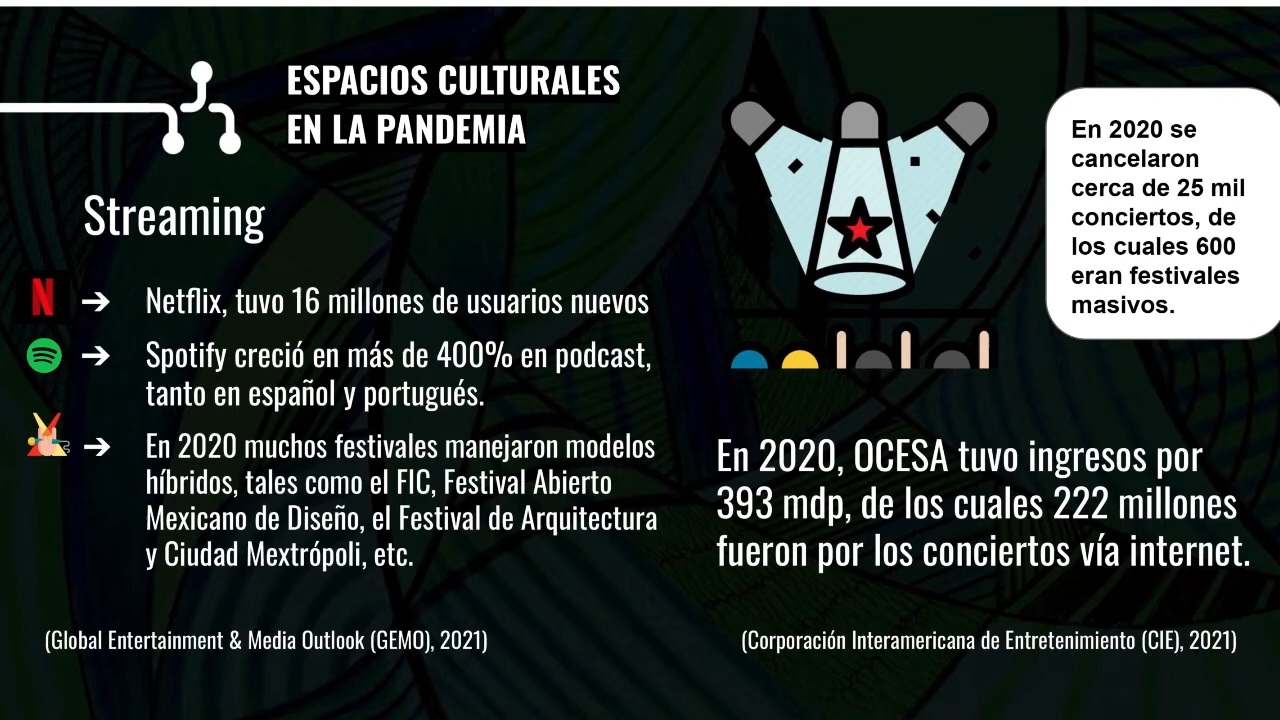 ESPACIOS CULTURALES
EN LA PANDEMIA
Streaming
N
➔ Netflix, tuvo 16 millones de usuarios nuevos
➔ Spotify creció en más de 400% en podcast,
tanto en español y portugués.
➔ En 2020 muchos festivales manejaron modelos
híbridos, tales como el FIC, Festival Abierto
Mexicano de Diseño, el Festival de Arquitectura
y Ciudad Mextrópoli, etc.
(Global Entertainment & Media Outlook (GEMO), 2021)
En 2020 se
cancelaron
cerca de 25 mil
conciertos, de
los cuales 600
eran festivales
masivos.
En 2020, OCESA tuvo ingresos por
393 mdp, de los cuales 222 millones
fueron por los conciertos vía internet.
(Corporación Interamericana de Entretenimiento (CIE), 2021)